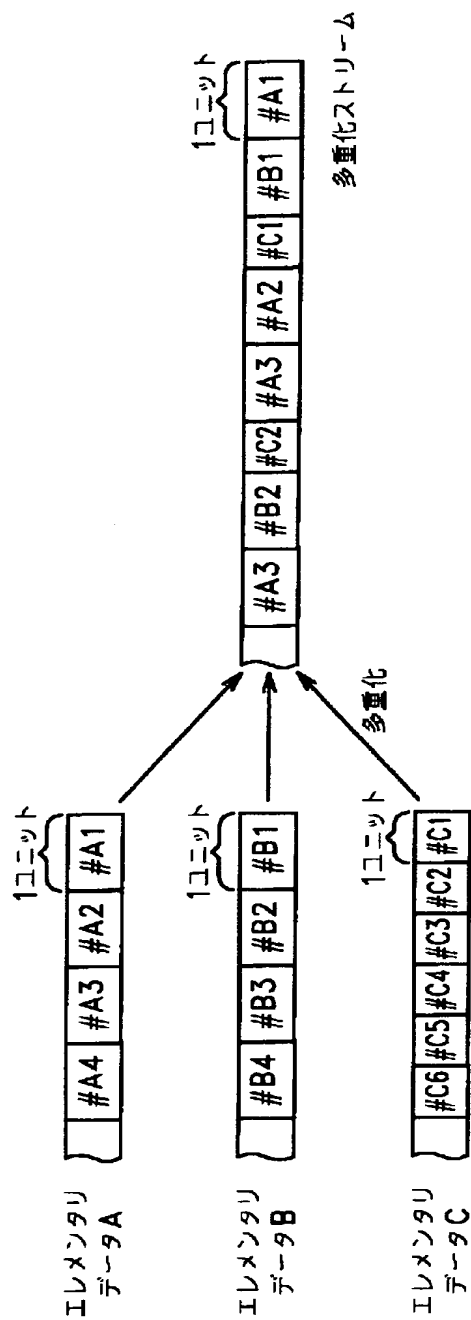 エレメンタリ
データA
#A4 #A3 #A2 #A1
1ユニット
エレメンタリ
データB
#B4 #B3 #B2 #B1
1ユニット
エレメンタリ
データC
#C6 #C5 #C4 #C3 #C2 #C1
1ユニット
多重化
#A3 #B2 #C2 #A3 #A2 #C1 #B1 #A1
1ユニット
多重化ストリーム